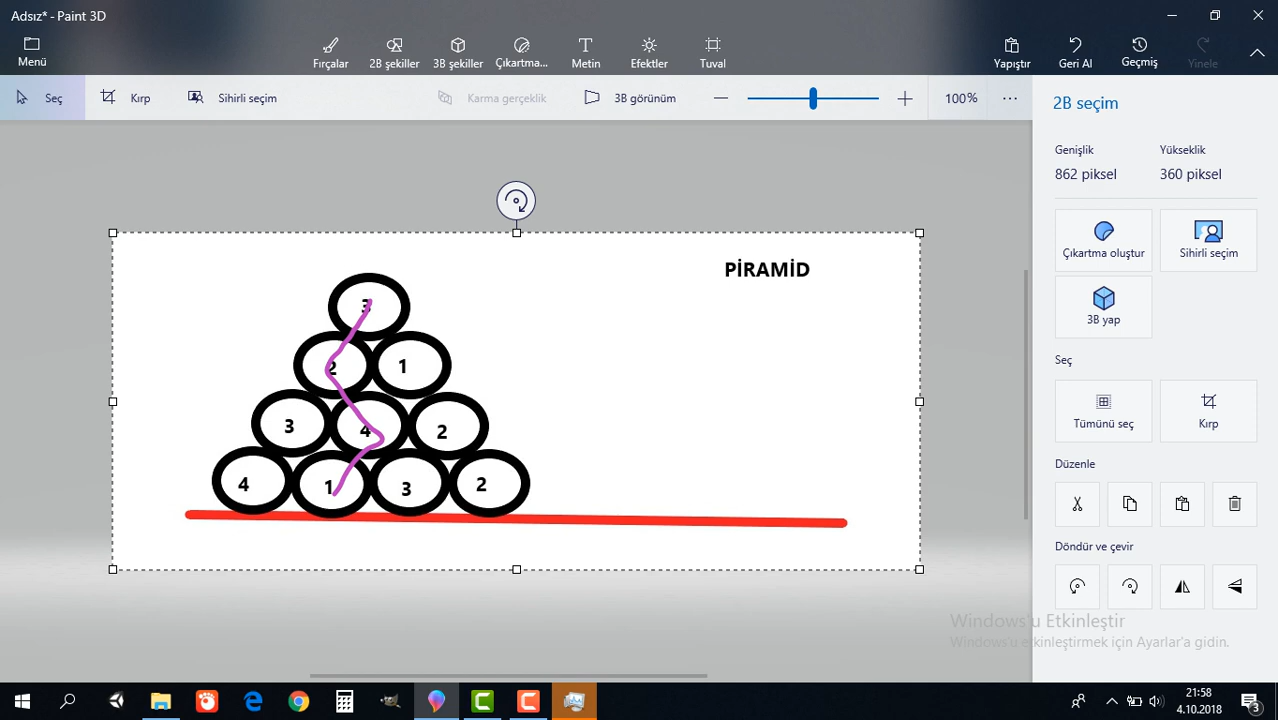 Adsız* - Paint 3D
Menü
Fırçalar
2B şekiller
3B şekiller
Çıkartma...
Metin
Efektler
Tuval
Yapıştır
Geri Al
Geçmiş
Yinele
Seç
Kırp
Sihirli seçim
Karma gerçeklik
3B görünüm
100%
2B seçim
Genişlik
Yükseklik
862 piksel
360 piksel
Çıkartma oluştur
Sihirli seçim
3B yap
Seç
Tümünü seç
Kırp
Düzenle
Döndür ve çevir
PİRAMİD
3
2 1
3 4 2
4 1 3 2
Windows'u Etkinleştir
Windows'u etkinleştirmek için Ayarlar'a gidin.
21:58
4.10.2018
3